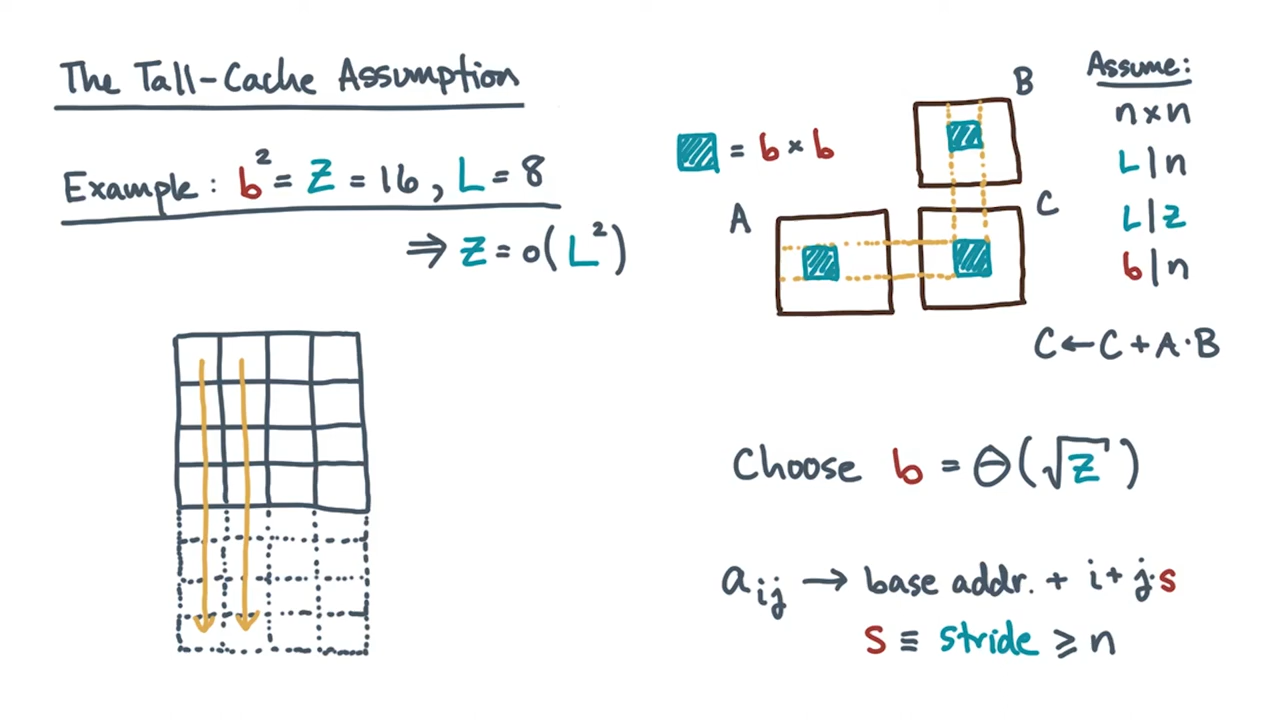 The Tall-Cache Assumption
Example: b² = Z = 16, L = 8
⇒ Z = o(L²)
= b × b
A
B
C
Assume:
n×n
L|n
L|Z
b|n
C←C + A·B
Choose b = Θ(√Z)
aᵢⱼ → base addr. + i + j·s
S ≡ stride ≥ n